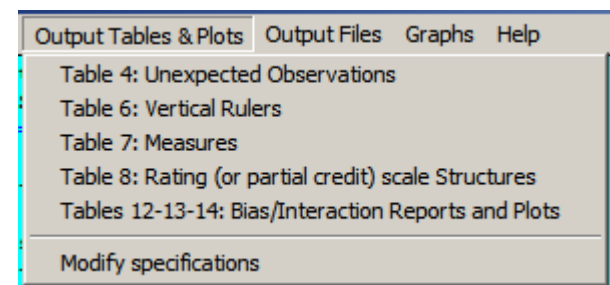 Output Tables & Plots Output Files Graphs Help
Table 4: Unexpected Observations
Table 6: Vertical Rulers
Table 7: Measures
Table 8: Rating (or partial credit) scale Structures
Tables 12-13-14: Bias/Interaction Reports and Plots
Modify specifications